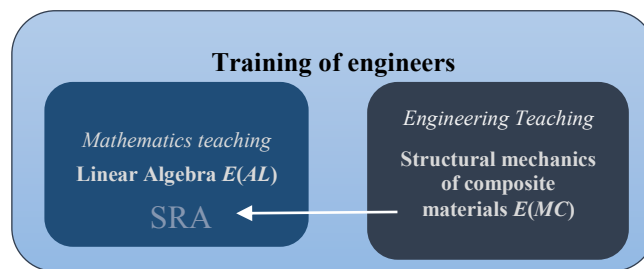 Training of engineers
Mathematics teaching
Linear Algebra E(AL)
SRA
Engineering Teaching
Structural mechanics
of composite
materials E(MC)